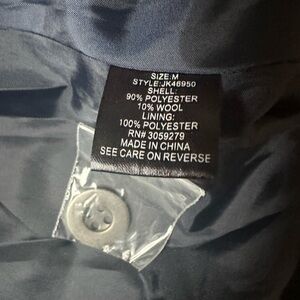 SIZE:M
STYLE:JK46950
SHELL:
90% POLYESTER
10% WOOL
LINING:
100% POLYESTER
RN# 3059279
MADE IN CHINA
SEE CARE ON REVERSE